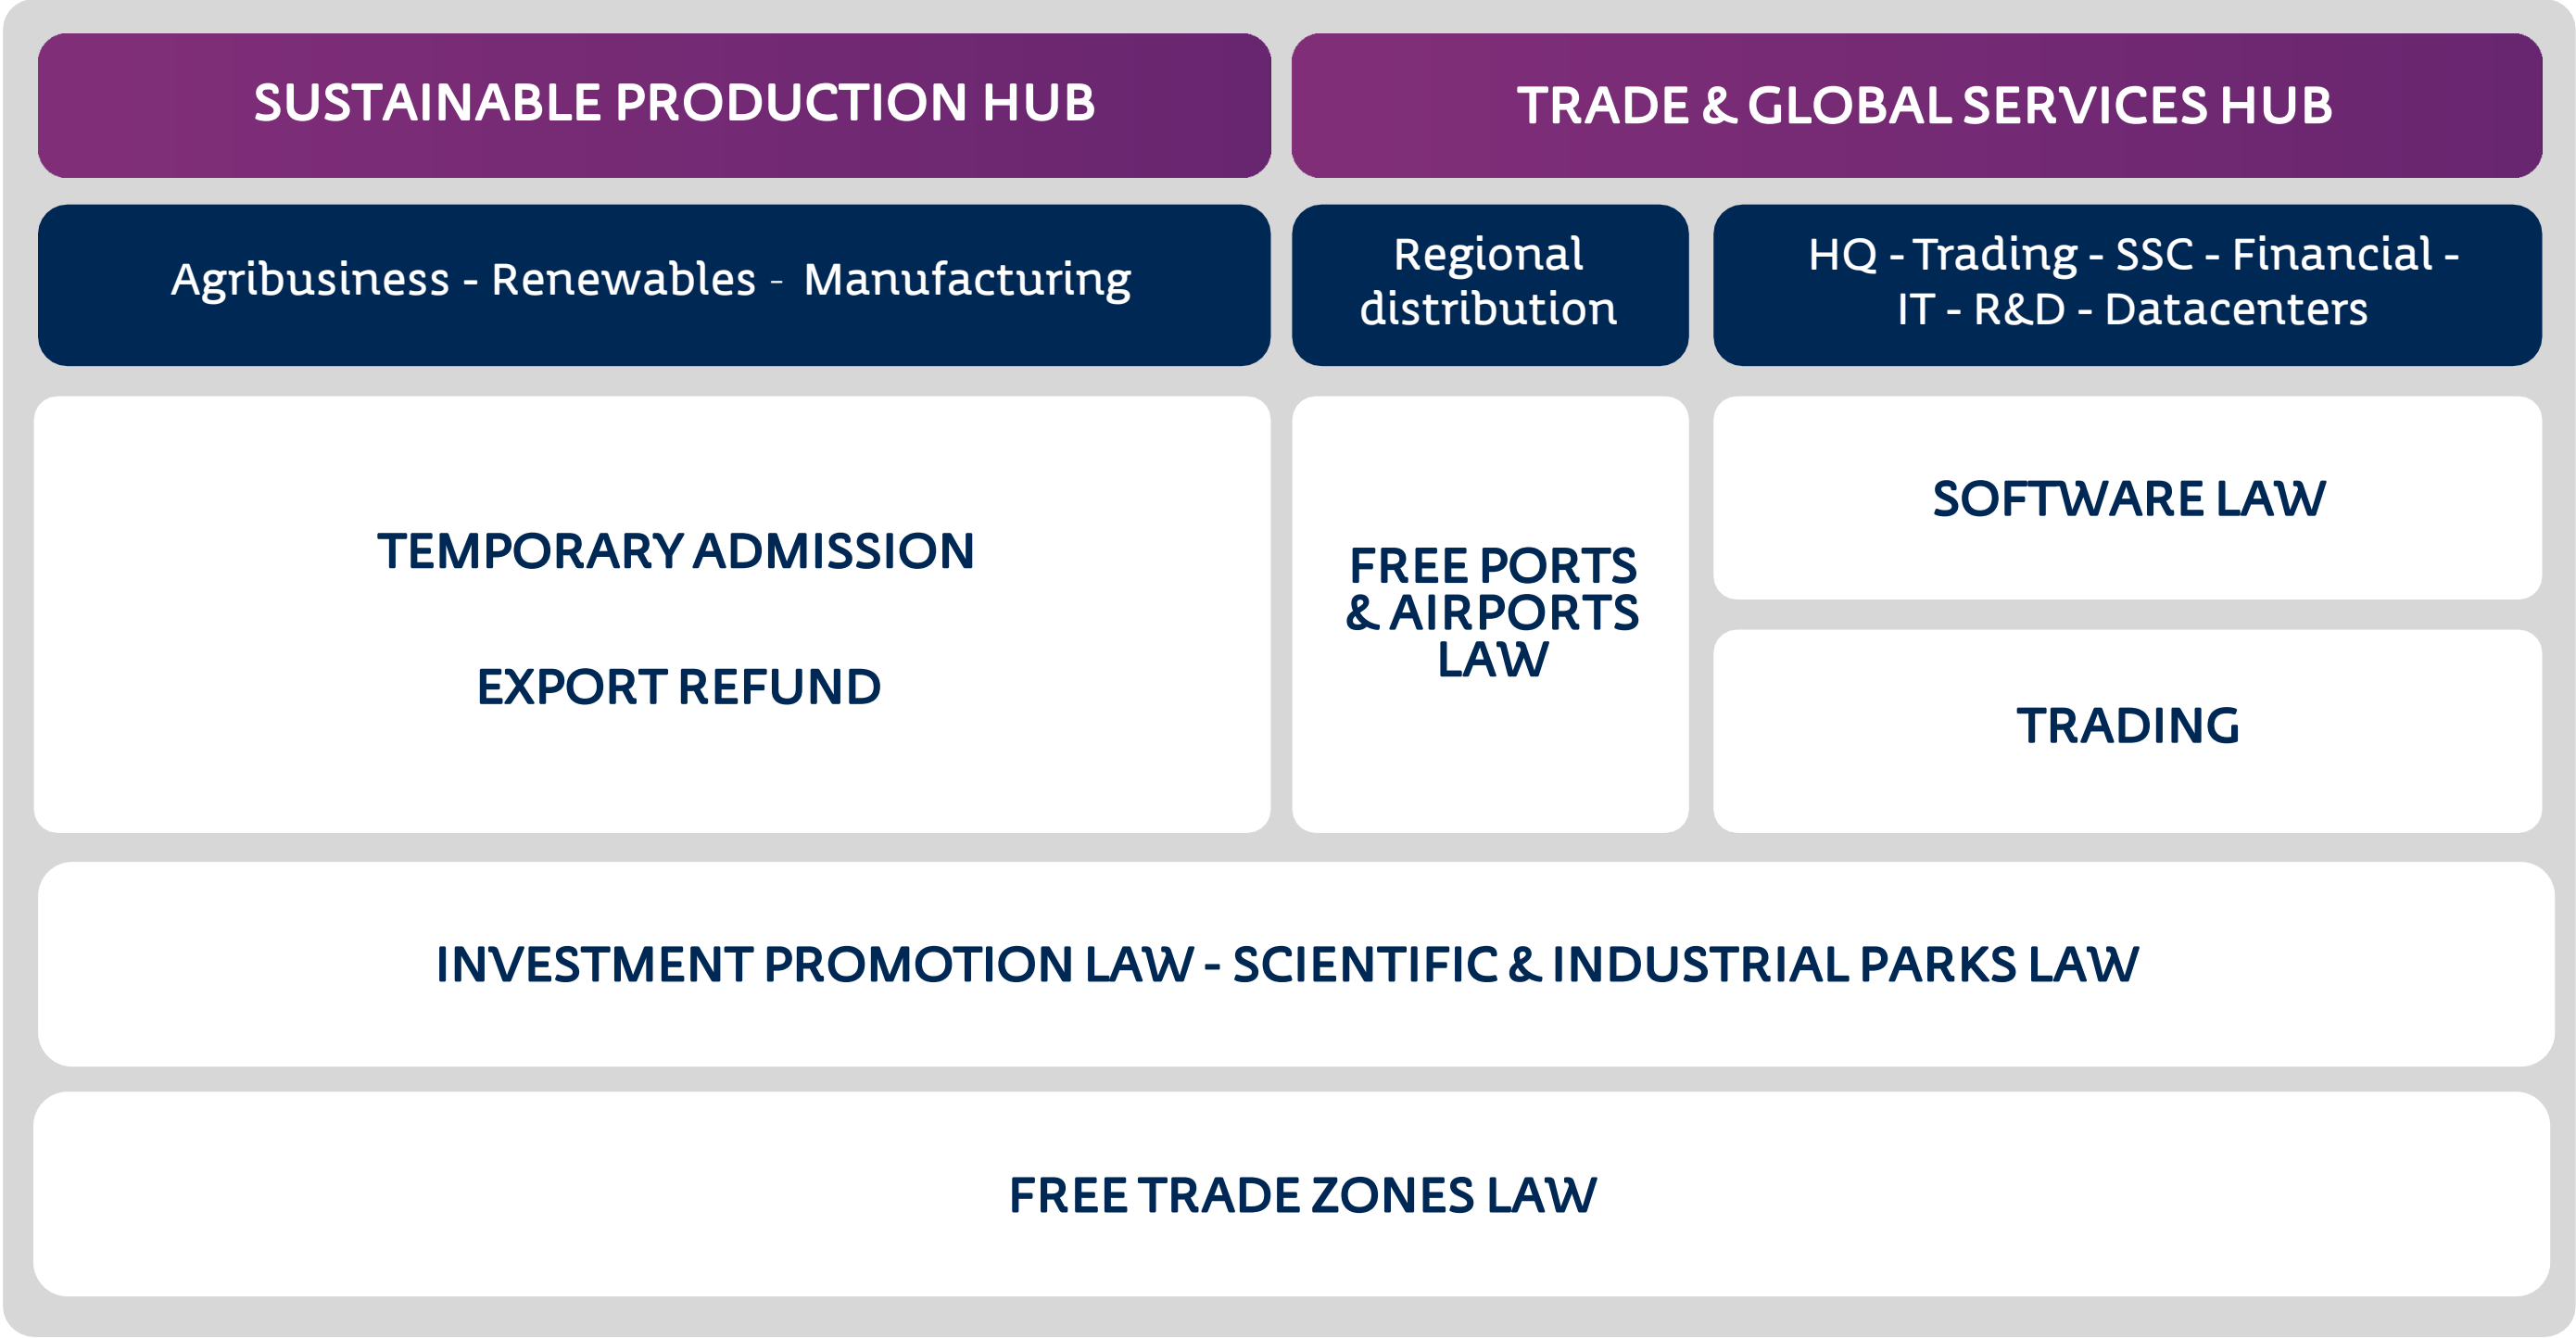 SUSTAINABLE PRODUCTION HUB
TRADE & GLOBAL SERVICES HUB
Agribusiness - Renewables - Manufacturing
Regional
distribution
HQ - Trading - SSC - Financial -
IT - R&D - Datacenters
TEMPORARY ADMISSION
EXPORT REFUND
FREE PORTS
& AIRPORTS
LAW
SOFTWARE LAW
TRADING
INVESTMENT PROMOTION LAW - SCIENTIFIC & INDUSTRIAL PARKS LAW
FREE TRADE ZONES LAW